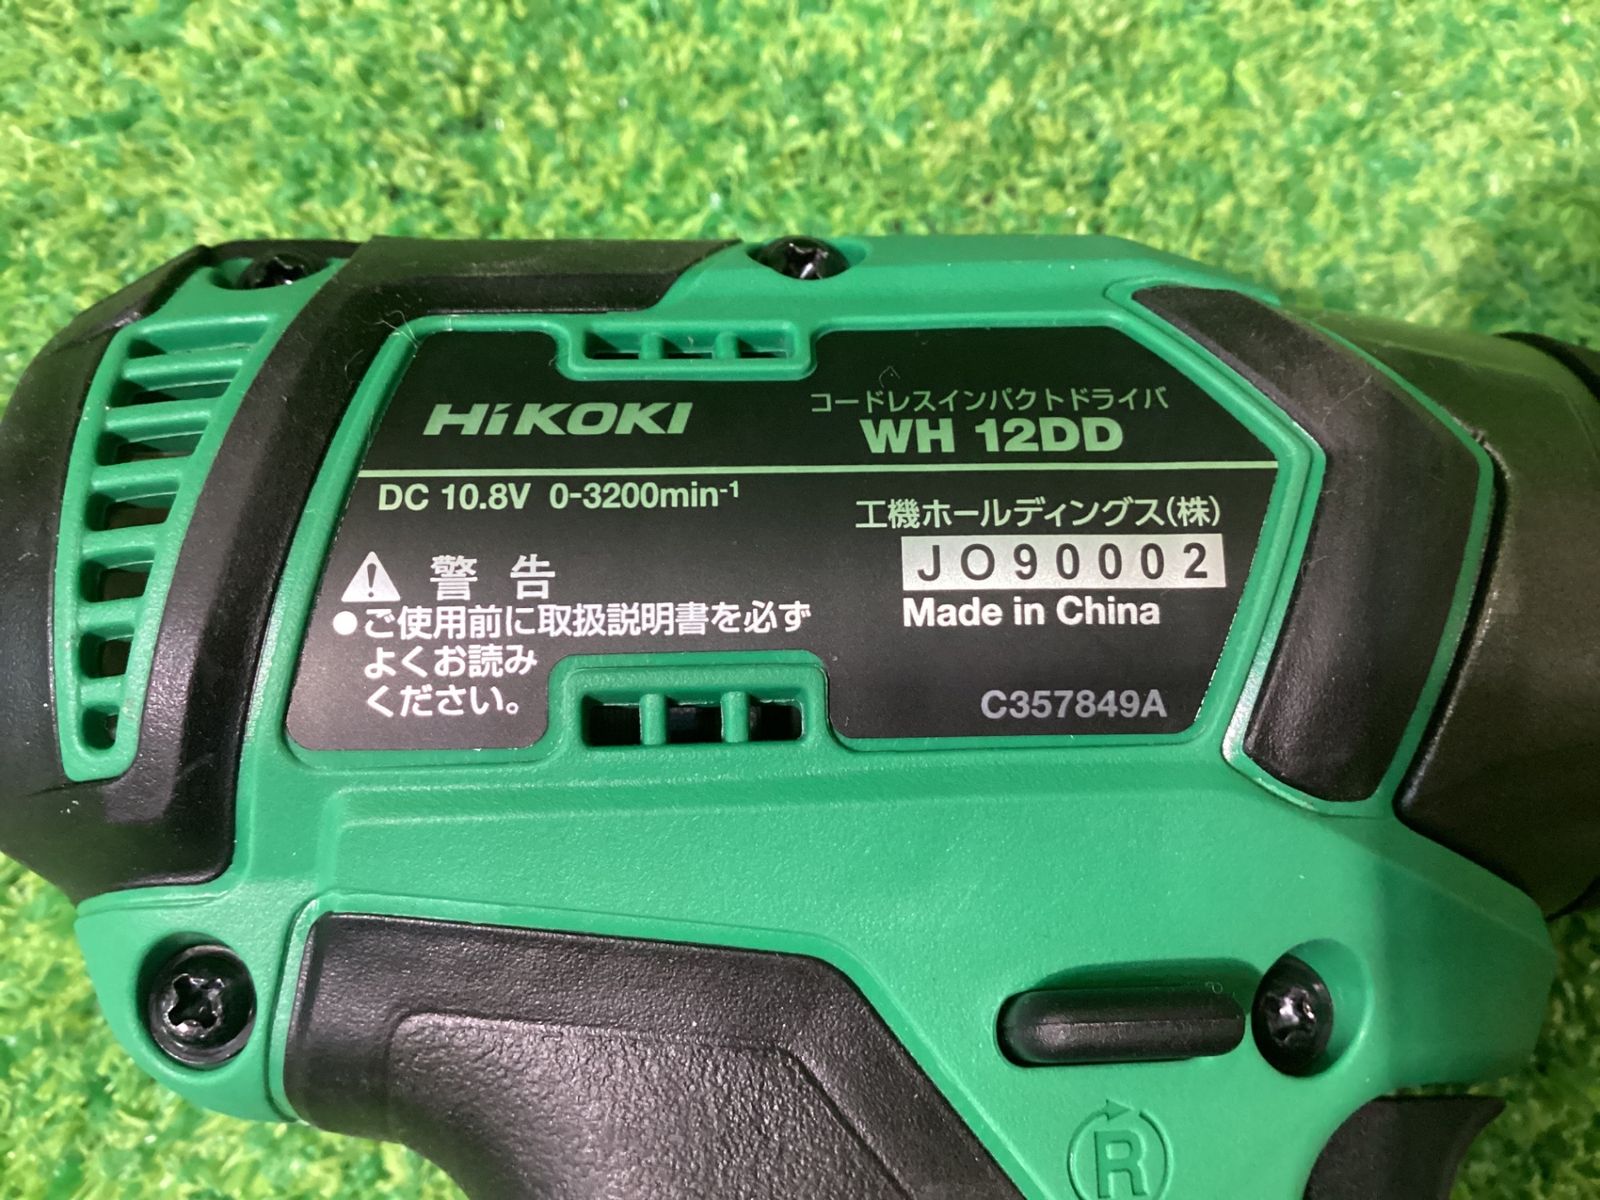 HiKOKI
コードレスインパクトドライバ
WH 12DD
DC 10.8V 0-3200min-1
工機ホールディングス(株)
JO90002
Made in China
警告
●ご使用前に取扱説明書を必ず
よくお読み
ください。
C357849A
R